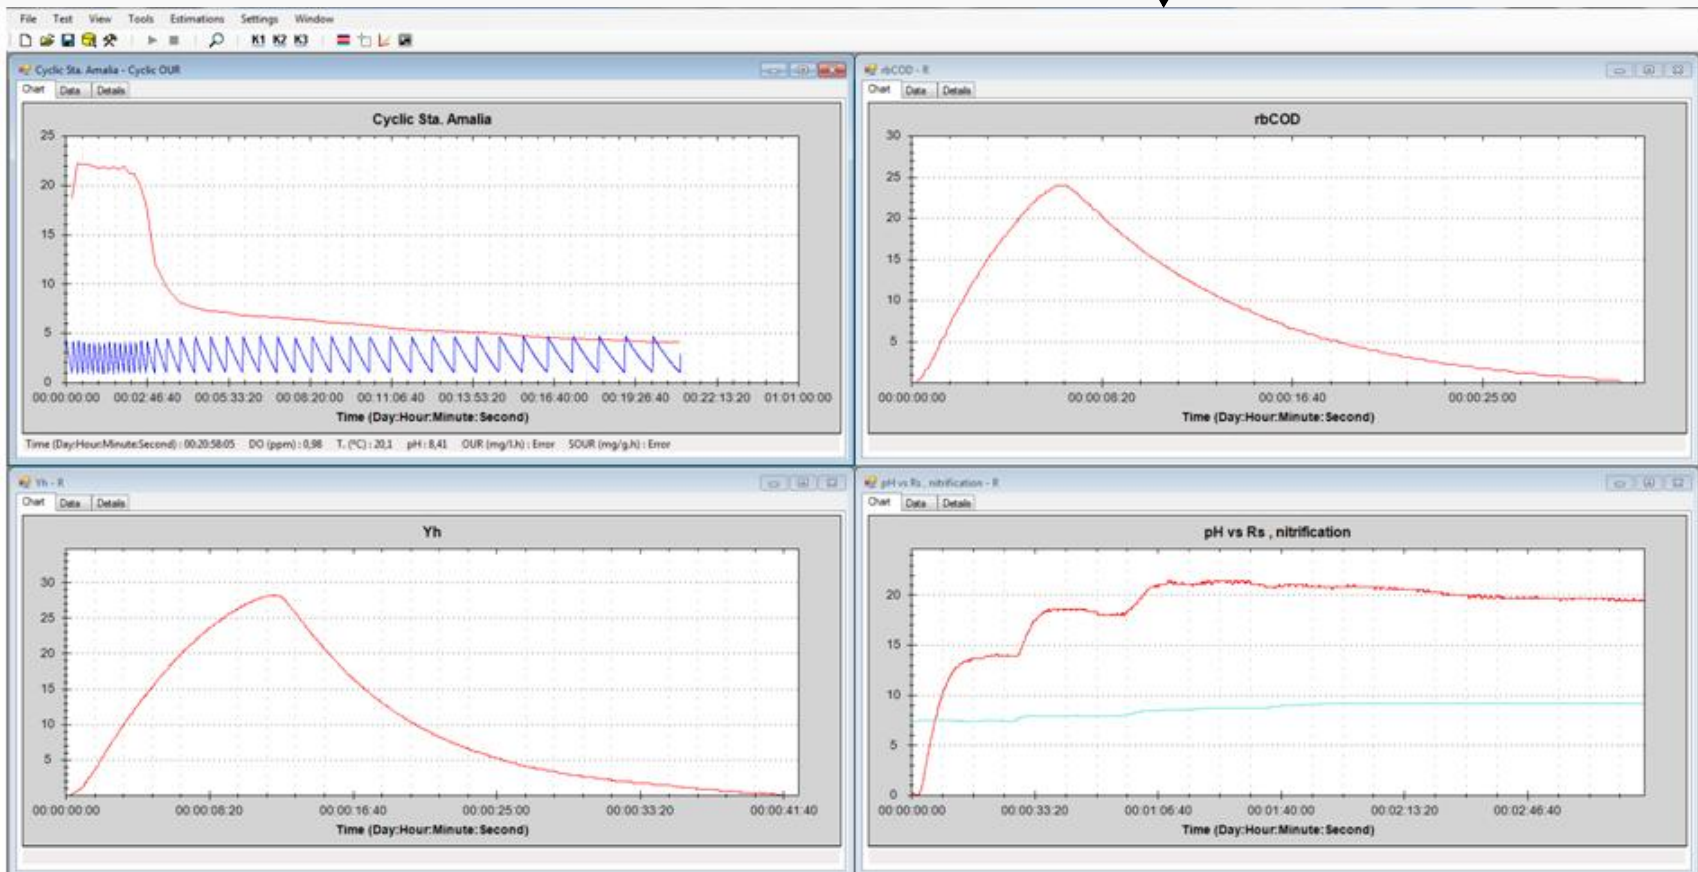 File Test View Tools Estimations Settings Window
K1 K2 K3
Cyclic Sta. Amalia - Cyclic OUR
Chart Data Details
Cyclic Sta. Amalia
25
20
15
10
5
0
00:00:00:00 00:02:46:40 00:05:33:20 00:08:20:00 00:11:06:40 00:13:53:20 00:16:40:00 00:19:26:40 00:22:13:20 01:01:00:00
Time (Day:Hour:Minute:Second)
Time (Day:Hour:Minute:Second) : 00:20:58:05 DO (ppm) : 0,98 T. (ºC) : 20,1 pH : 8,41 OUR (mg/l.h) : Error SOUR (mg/g.h) : Error
rbCOD - R
Chart Data Details
rbCOD
30
25
20
15
10
5
00:00:00:00 00:00:08:20 00:00:16:40 00:00:25:00
Time (Day:Hour:Minute:Second)
Yh - R
Chart Data Details
Yh
30
25
20
15
10
5
00:00:00:00 00:00:08:20 00:00:16:40 00:00:25:00 00:00:33:20 00:00:41:40
Time (Day:Hour:Minute:Second)
pH vs Rs , nitrification - R
Chart Data Details
pH vs Rs , nitrification
20
15
10
5
0
00:00:00:00 00:00:33:20 00:01:06:40 00:01:40:00 00:02:13:20 00:02:46:40
Time (Day:Hour:Minute:Second)